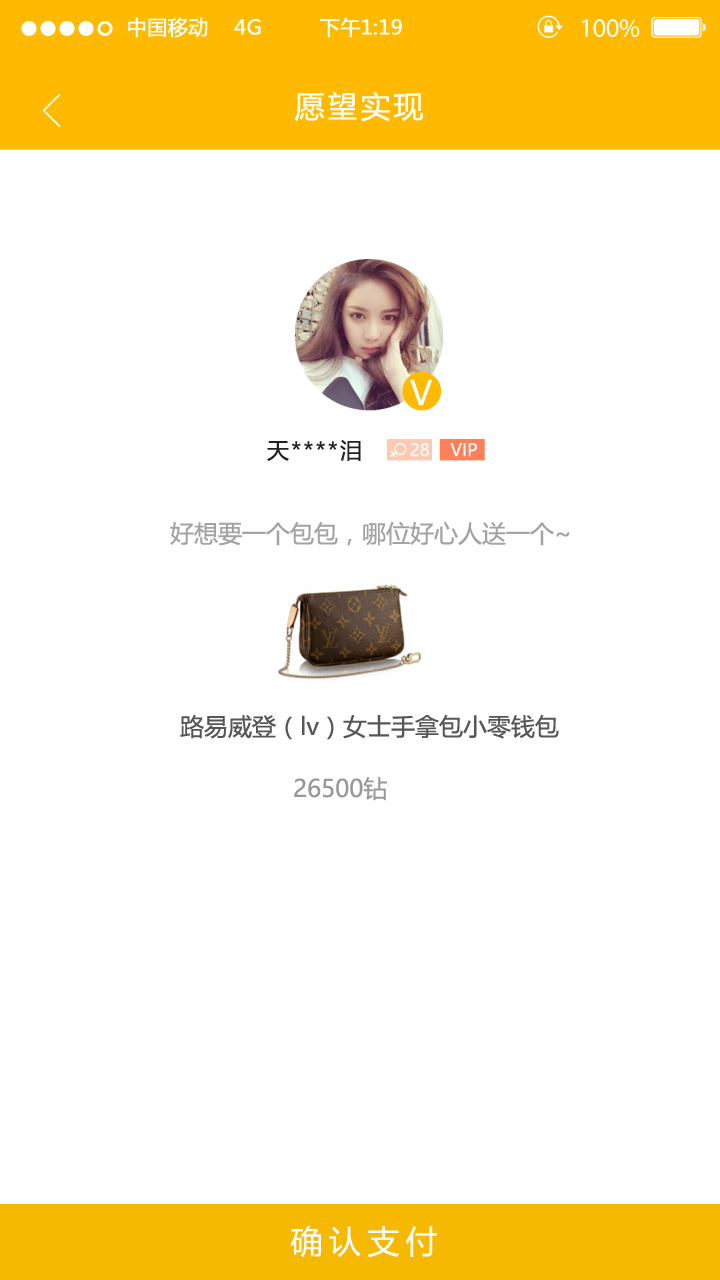 中国移动 4G 下午1:19 100%
愿望实现
V
天****泪 28 VIP
好想要一个包包，哪位好心人送一个~
路易威登（lv）女士手拿包小零钱包
26500钻
确认支付